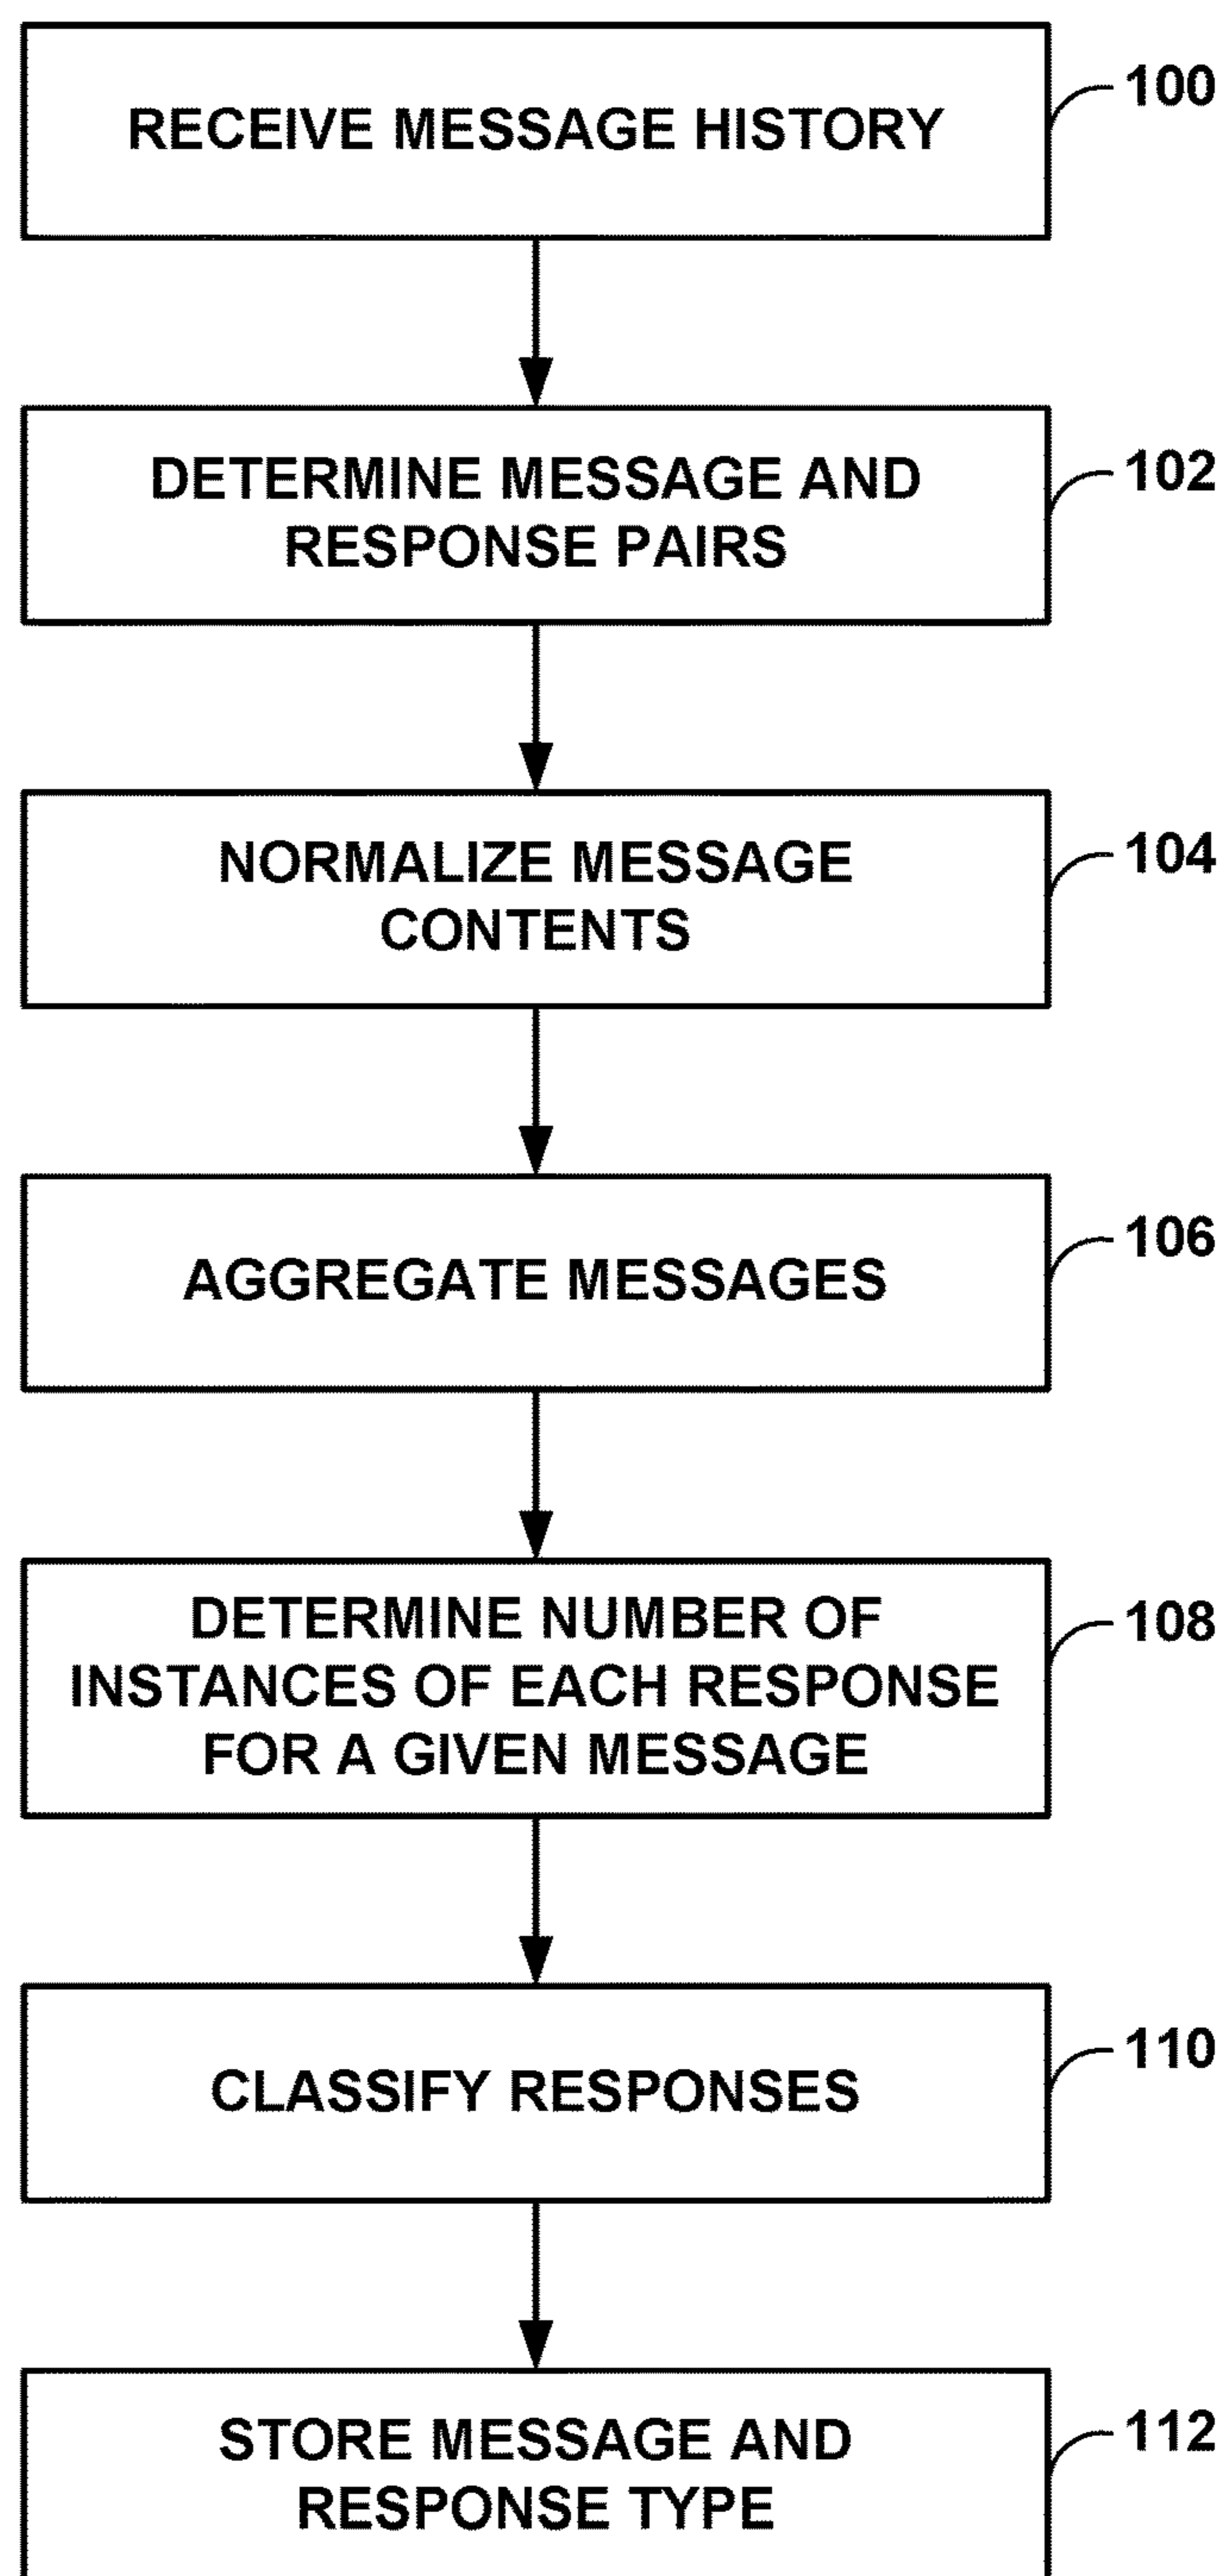 RECEIVE MESSAGE HISTORY
100
DETERMINE MESSAGE AND
RESPONSE PAIRS
102
NORMALIZE MESSAGE
CONTENTS
104
AGGREGATE MESSAGES
106
DETERMINE NUMBER OF
INSTANCES OF EACH RESPONSE
FOR A GIVEN MESSAGE
108
CLASSIFY RESPONSES
110
STORE MESSAGE AND
RESPONSE TYPE
112